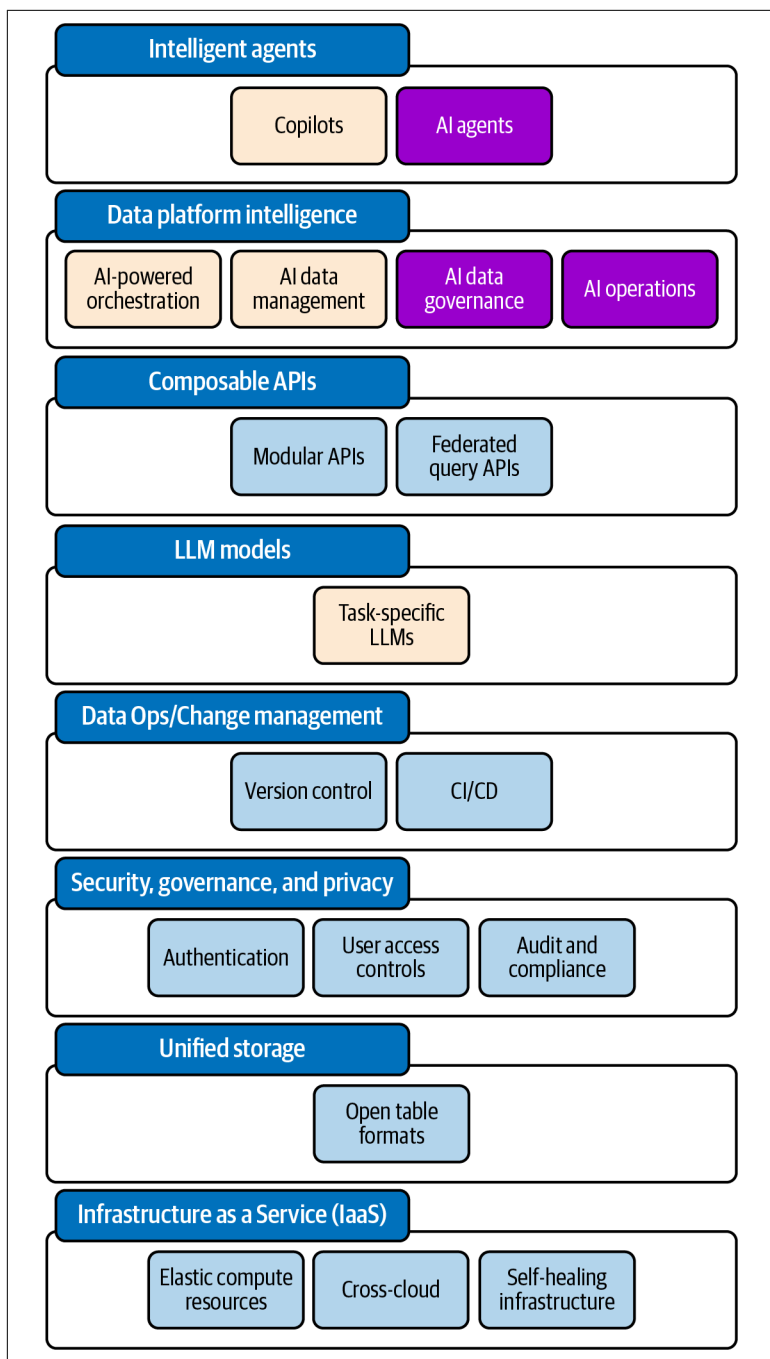 Intelligent agents
Copilots
AI agents
Data platform intelligence
AI-powered
orchestration
AI data
management
AI data
governance
AI operations
Composable APIs
Modular APIs
Federated
query APIs
LLM models
Task-specific
LLMs
Data Ops/Change management
Version control
CI/CD
Security, governance, and privacy
Authentication
User access
controls
Audit and
compliance
Unified storage
Open table
formats
Infrastructure as a Service (IaaS)
Elastic compute
resources
Cross-cloud
Self-healing
infrastructure